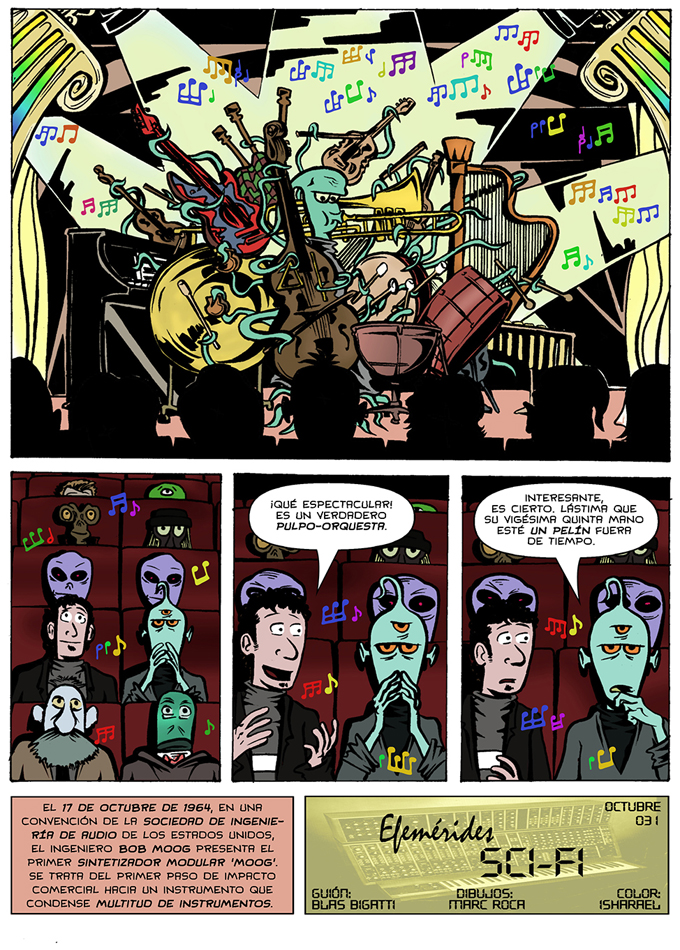 ¡QUÉ ESPECTACULAR!
ES UN VERDADERO
PULPO-ORQUESTA.
INTERESANTE,
ES CIERTO. LÁSTIMA QUE
SU VIGÉSIMA QUINTA MANO
ESTÉ UN PELÍN FUERA
DE TIEMPO.
EL 17 DE OCTUBRE DE 1964, EN UNA
CONVENCIÓN DE LA SOCIEDAD DE INGENIE-
RÍA DE AUDIO DE LOS ESTADOS UNIDOS,
EL INGENIERO BOB MOOG PRESENTA EL
PRIMER SINTETIZADOR MODULAR 'MOOG'.
SE TRATA DEL PRIMER PASO DE IMPACTO
COMERCIAL HACIA UN INSTRUMENTO QUE
CONDENSE MULTITUD DE INSTRUMENTOS.
OCTUBRE
031
Efemérides
SCI-FI
GUIÓN:
BLAS BIGATTI
DIBUJOS:
MARC ROCA
COLOR:
ISHARAEL